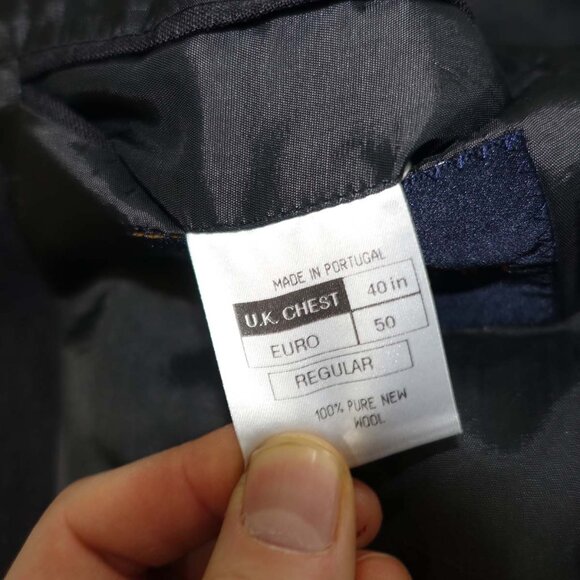 MADE IN PORTUGAL
U.K. CHEST 40 in
EURO 50
REGULAR
100% PURE NEW
WOOL